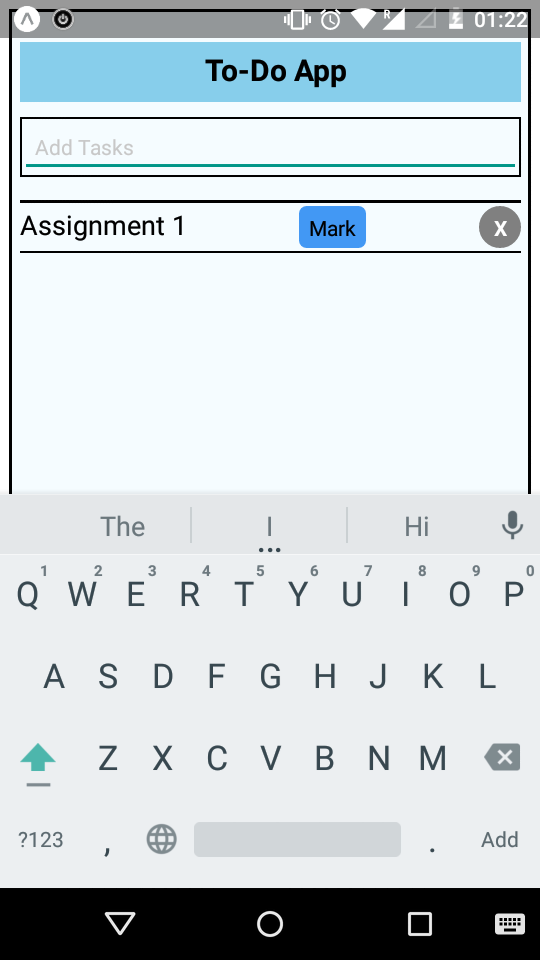 R 01:22
To-Do App
Add Tasks
Assignment 1 Mark X
The I Hi
1 2 3 4 5 6 7 8 9 0
Q W E R T Y U I O P
A S D F G H J K L
Z X C V B N M
?123 , . Add